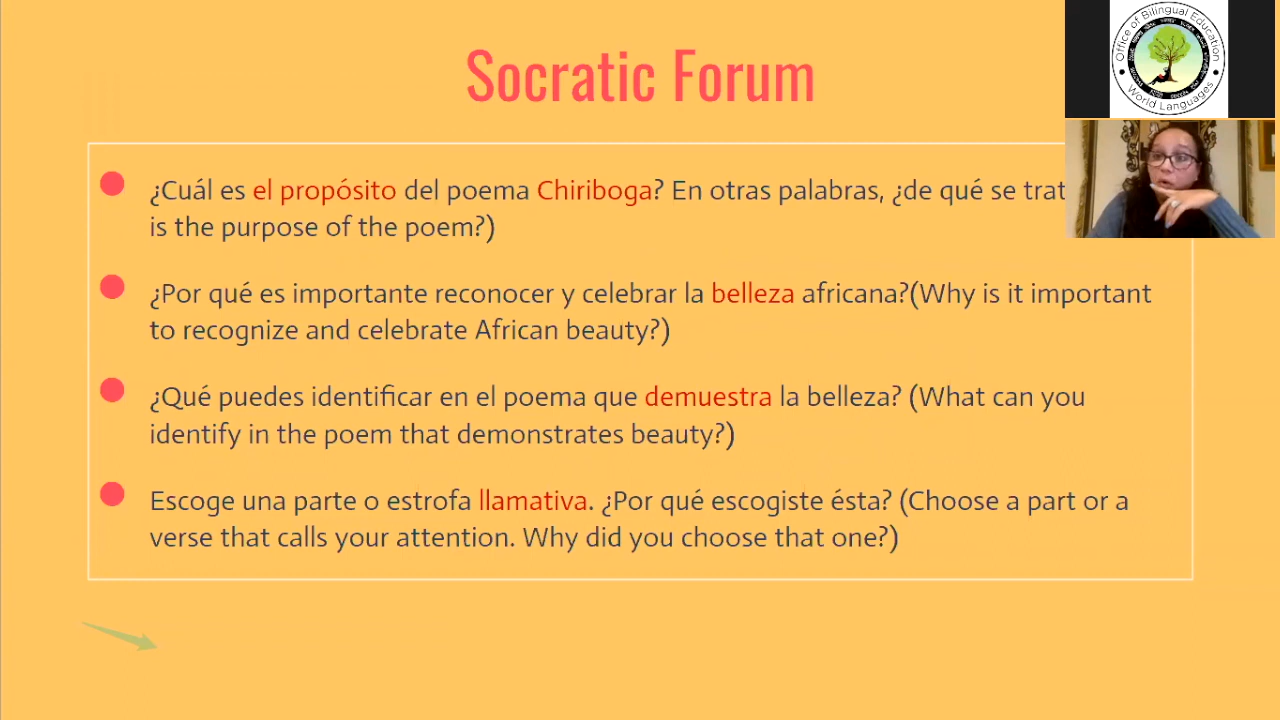 Socratic Forum
¿Cuál es el propósito del poema Chiriboga? En otras palabras, ¿de qué se trat
is the purpose of the poem?)
¿Por qué es importante reconocer y celebrar la belleza africana?(Why is it important
to recognize and celebrate African beauty?)
¿Qué puedes identificar en el poema que demuestra la belleza? (What can you
identify in the poem that demonstrates beauty?)
Escoge una parte o estrofa llamativa. ¿Por qué escogiste ésta? (Choose a part or a
verse that calls your attention. Why did you choose that one?)
Office of Bilingual Education
World Languages